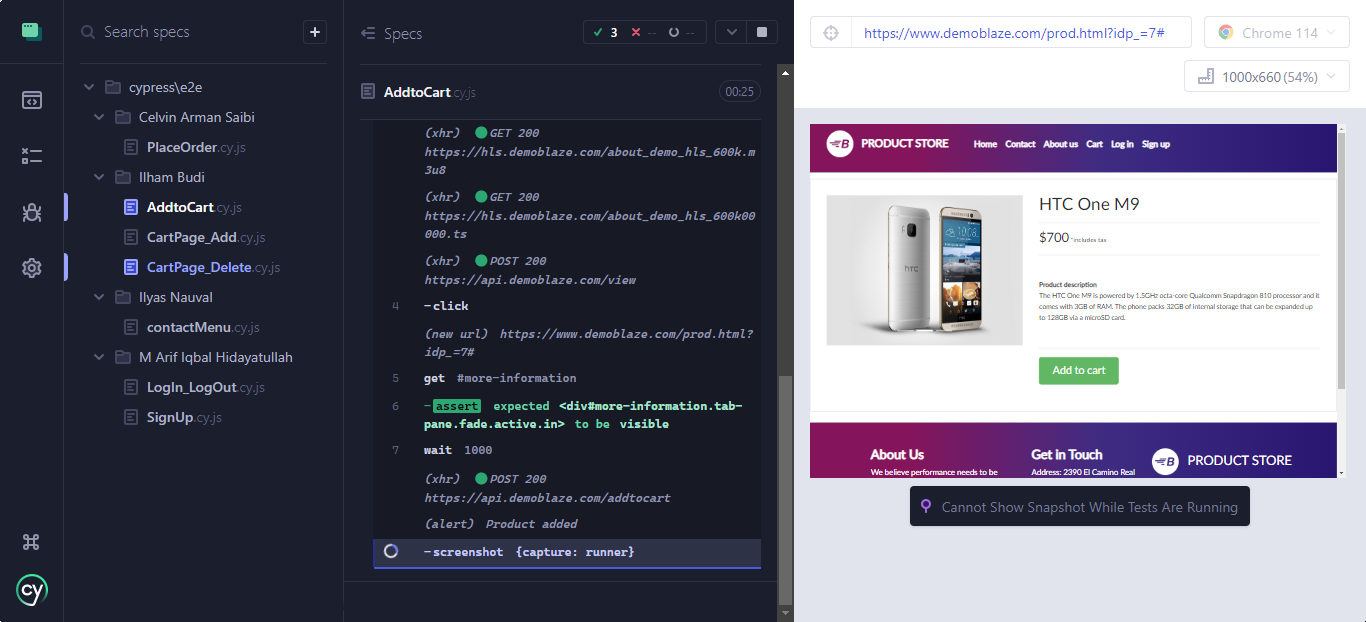 Search specs
+
cypress\e2e
Celvin Arman Saibi
PlaceOrder.cy.js
Ilham Budi
AddtoCart.cy.js
CartPage_Add.cy.js
CartPage_Delete.cy.js
Ilyas Nauval
contactMenu.cy.js
M Arif Iqbal Hidayatullah
LogIn_LogOut.cy.js
SignUp.cy.js
cy
Specs
3 -- --
AddtoCart.cy.js 00:25
(xhr) GET 200
https://hls.demoblaze.com/about_demo_hls_600k.m
3u8
(xhr) GET 200
https://hls.demoblaze.com/about_demo_hls_600k00
000.ts
(xhr) POST 200
https://api.demoblaze.com/view
4 -click
(new url) https://www.demoblaze.com/prod.html?
idp_=7#
5 get #more-information
6 -assert expected <div#more-information.tab-
pane.fade.active.in> to be visible
7 wait 1000
(xhr) POST 200
https://api.demoblaze.com/addtocart
(alert) Product added
-screenshot {capture: runner}
https://www.demoblaze.com/prod.html?idp_=7#
Chrome 114
1000x660 (54%)
B PRODUCT STORE Home Contact About us Cart Log in Sign up
HTC One M9
$700 *includes tax
Product description
The HTC One M9 is powered by 1.5GHz octa-core Qualcomm Snapdragon 810 processor and it
comes with 3GB of RAM. The phone packs 32GB of internal storage that can be expanded up
to 128GB via a microSD card.
Add to cart
hTC
About Us
We believe performance needs to be
Get in Touch
Address: 2390 El Camino Real
B PRODUCT STORE
Cannot Show Snapshot While Tests Are Running